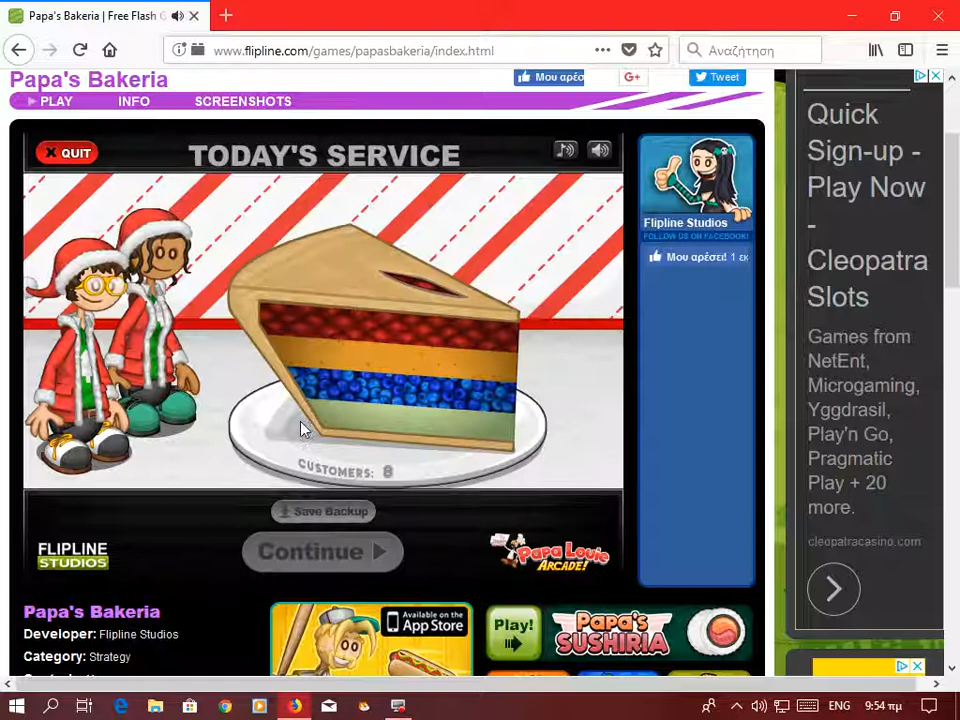 Papa's Bakeria | Free Flash G
www.flipline.com/games/papasbakeria/index.html
Αναζήτηση
Papa's Bakeria
Μου αρέσ
G+
Tweet
PLAY INFO SCREENSHOTS
QUIT
TODAY'S SERVICE
CUSTOMERS: 8
Save Backup
Continue
FLIPLINE
STUDIOS
Papa Louie
ARCADE!
Flipline Studios
FOLLOW US ON FACEBOOK!
Μου αρέσει! 1 εκ
Quick
Sign-up -
Play Now
-
Cleopatra
Slots
Games from
NetEnt,
Microgaming,
Yggdrasil,
Play'n Go,
Pragmatic
Play + 20
more.
cleopatracasino.com
Papa's Bakeria
Developer: Flipline Studios
Category: Strategy
Available on the
App Store
Play!
Papa's
SUSHIRIA
ENG
9:54 πμ